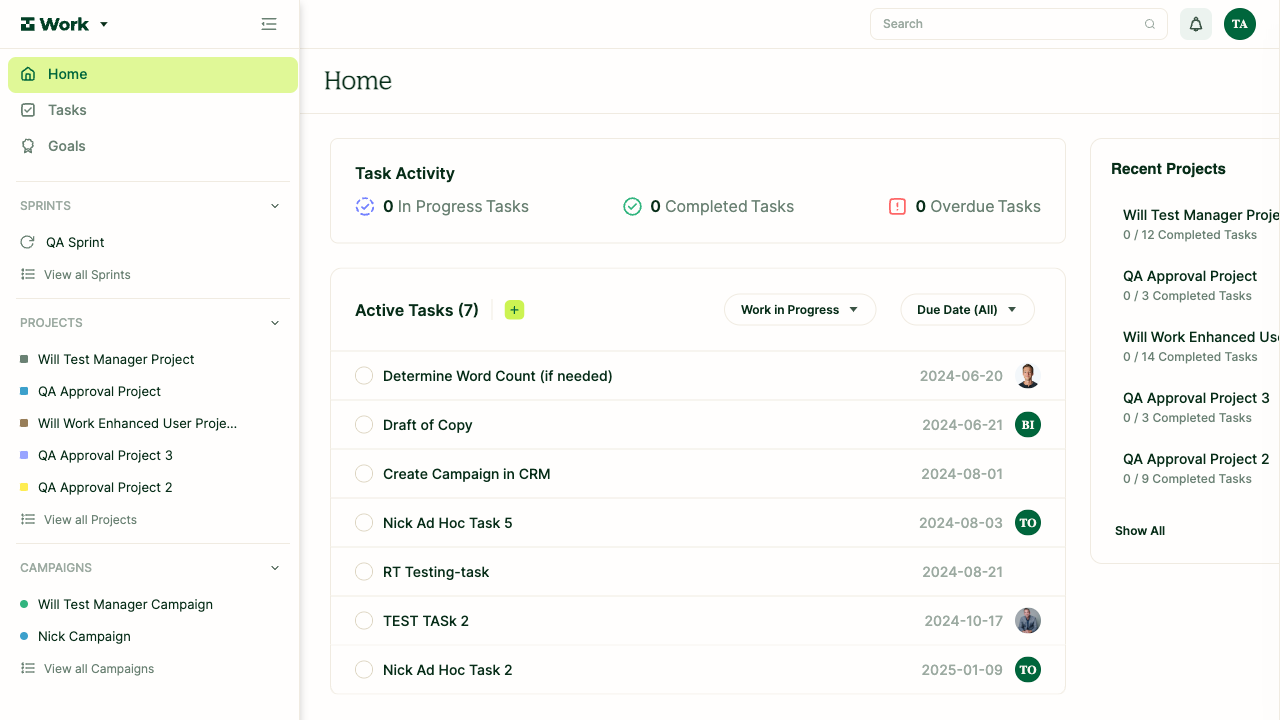 Work
Search
TA
Home
Tasks
Goals
SPRINTS
QA Sprint
View all Sprints
PROJECTS
Will Test Manager Project
QA Approval Project
Will Work Enhanced User Proje...
QA Approval Project 3
QA Approval Project 2
View all Projects
CAMPAIGNS
Will Test Manager Campaign
Nick Campaign
View all Campaigns
Home
Task Activity
0 In Progress Tasks
0 Completed Tasks
0 Overdue Tasks
Active Tasks (7)
+
Work in Progress
Due Date (All)
Determine Word Count (if needed) 2024-06-20
Draft of Copy 2024-06-21 BI
Create Campaign in CRM 2024-08-01
Nick Ad Hoc Task 5 2024-08-03 TO
RT Testing-task 2024-08-21
TEST TASk 2 2024-10-17
Nick Ad Hoc Task 2 2025-01-09 TO
Recent Projects
Will Test Manager Proje
0 / 12 Completed Tasks
QA Approval Project
0 / 3 Completed Tasks
Will Work Enhanced Use
0 / 14 Completed Tasks
QA Approval Project 3
0 / 3 Completed Tasks
QA Approval Project 2
0 / 9 Completed Tasks
Show All